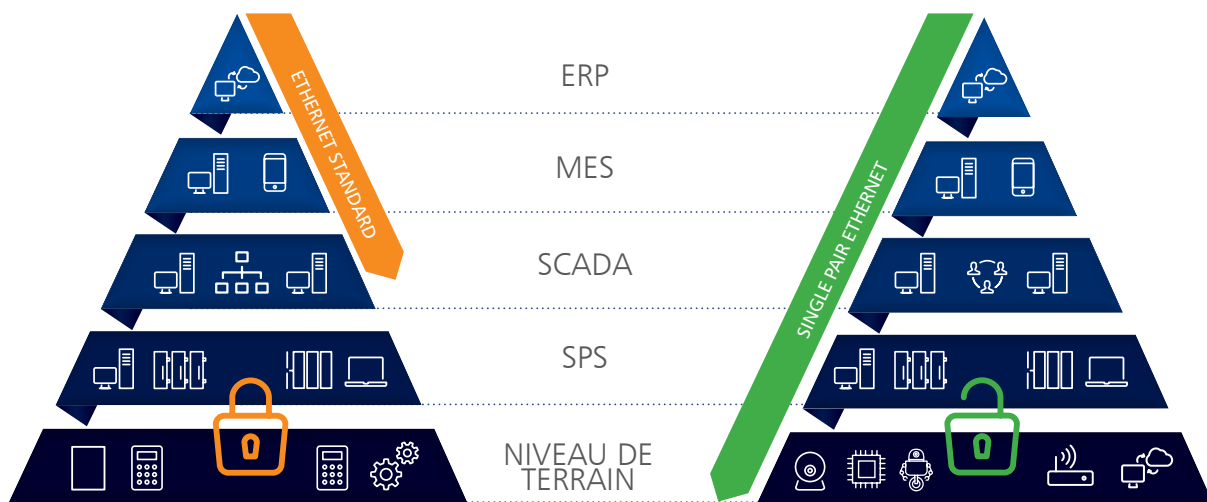 ETHERNET STANDARD
ERP
MES
SCADA
SPS
NIVEAU DE
TERRAIN
SINGLE PAIR ETHERNET